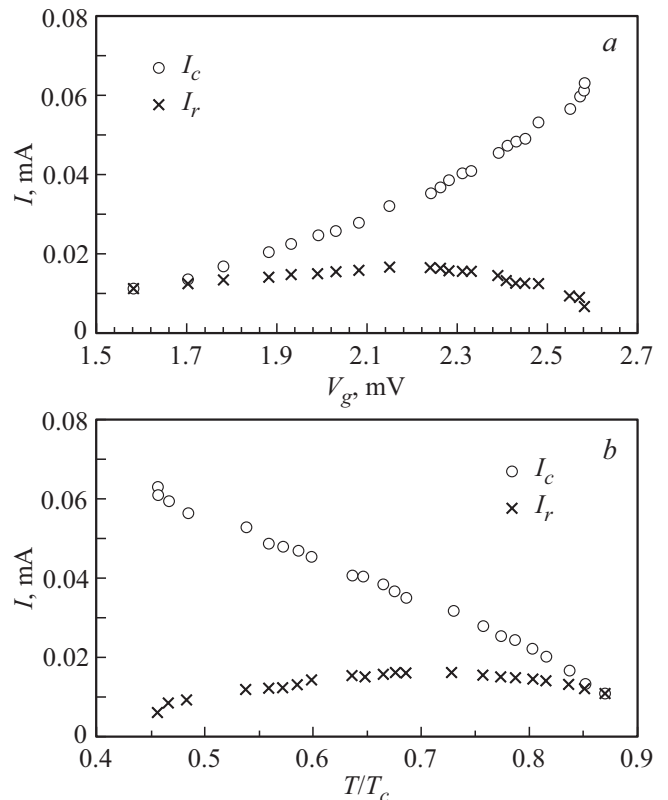 0.08
a
I_c
I_r
0.06
I, mA
0.04
0.02
0
1.5 1.7 1.9 2.1 2.3 2.5 2.7
V_g, mV
0.08
b
I_c
I_r
0.06
I, mA
0.04
0.02
0
0.4 0.5 0.6 0.7 0.8 0.9
T/T_c